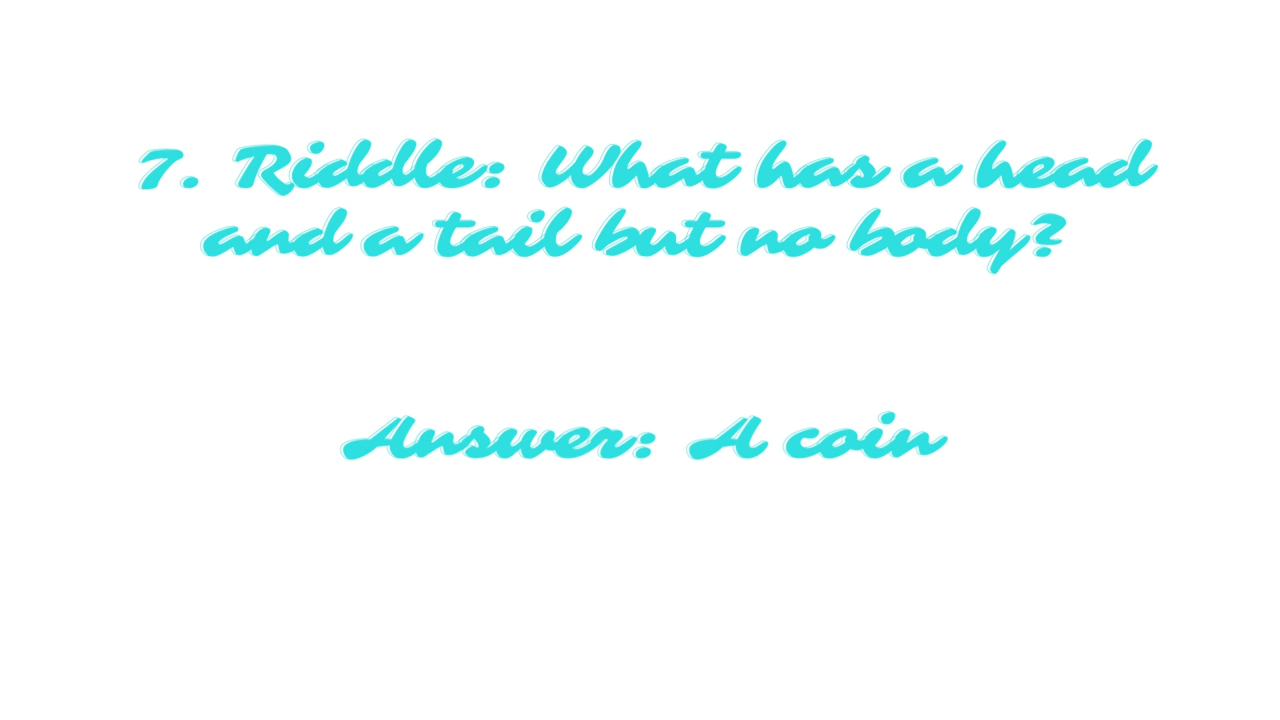 7. Riddle: What has a head
and a tail but no body?
Answer: A coin